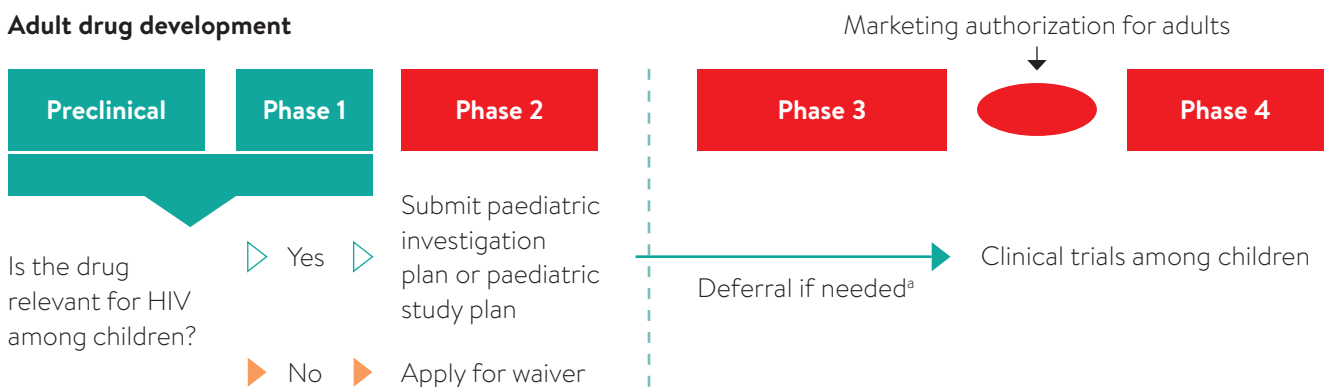 Adult drug development
Marketing authorization for adults
Preclinical
Phase 1
Phase 2
Phase 3
Phase 4
Is the drug
relevant for HIV
among children?
Yes
Submit paediatric
investigation
plan or paediatric
study plan
Deferral if neededᵃ
Clinical trials among children
No
Apply for waiver